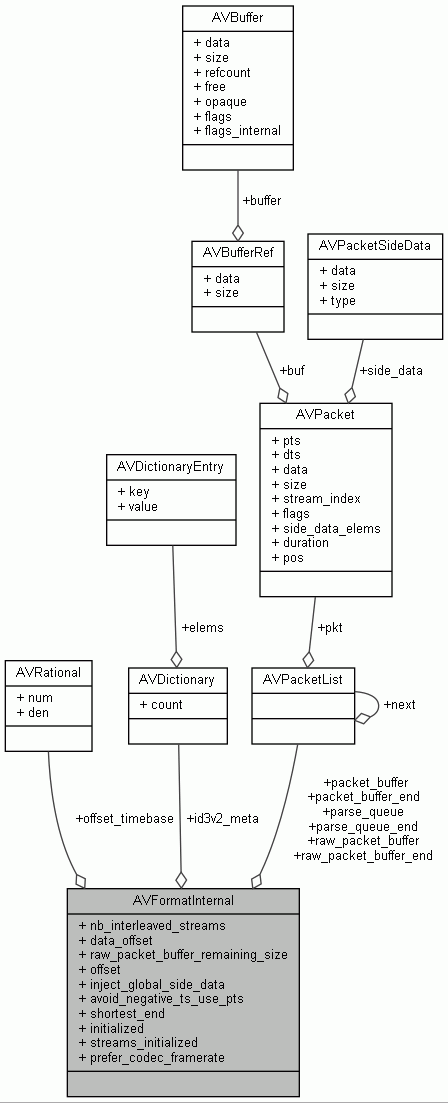 AVBuffer
+ data
+ size
+ refcount
+ free
+ opaque
+ flags
+ flags_internal
+buffer
AVBufferRef
+ data
+ size
AVPacketSideData
+ data
+ size
+ type
+buf
+side_data
AVPacket
+ pts
+ dts
+ data
+ size
+ stream_index
+ flags
+ side_data_elems
+ duration
+ pos
AVDictionaryEntry
+ key
+ value
+elems
+pkt
AVRational
+ num
+ den
AVDictionary
+ count
AVPacketList
+next
+offset_timebase
+id3v2_meta
+packet_buffer
+packet_buffer_end
+parse_queue
+parse_queue_end
+raw_packet_buffer
+raw_packet_buffer_end
AVFormatInternal
+ nb_interleaved_streams
+ data_offset
+ raw_packet_buffer_remaining_size
+ offset
+ inject_global_side_data
+ avoid_negative_ts_use_pts
+ shortest_end
+ initialized
+ streams_initialized
+ prefer_codec_framerate